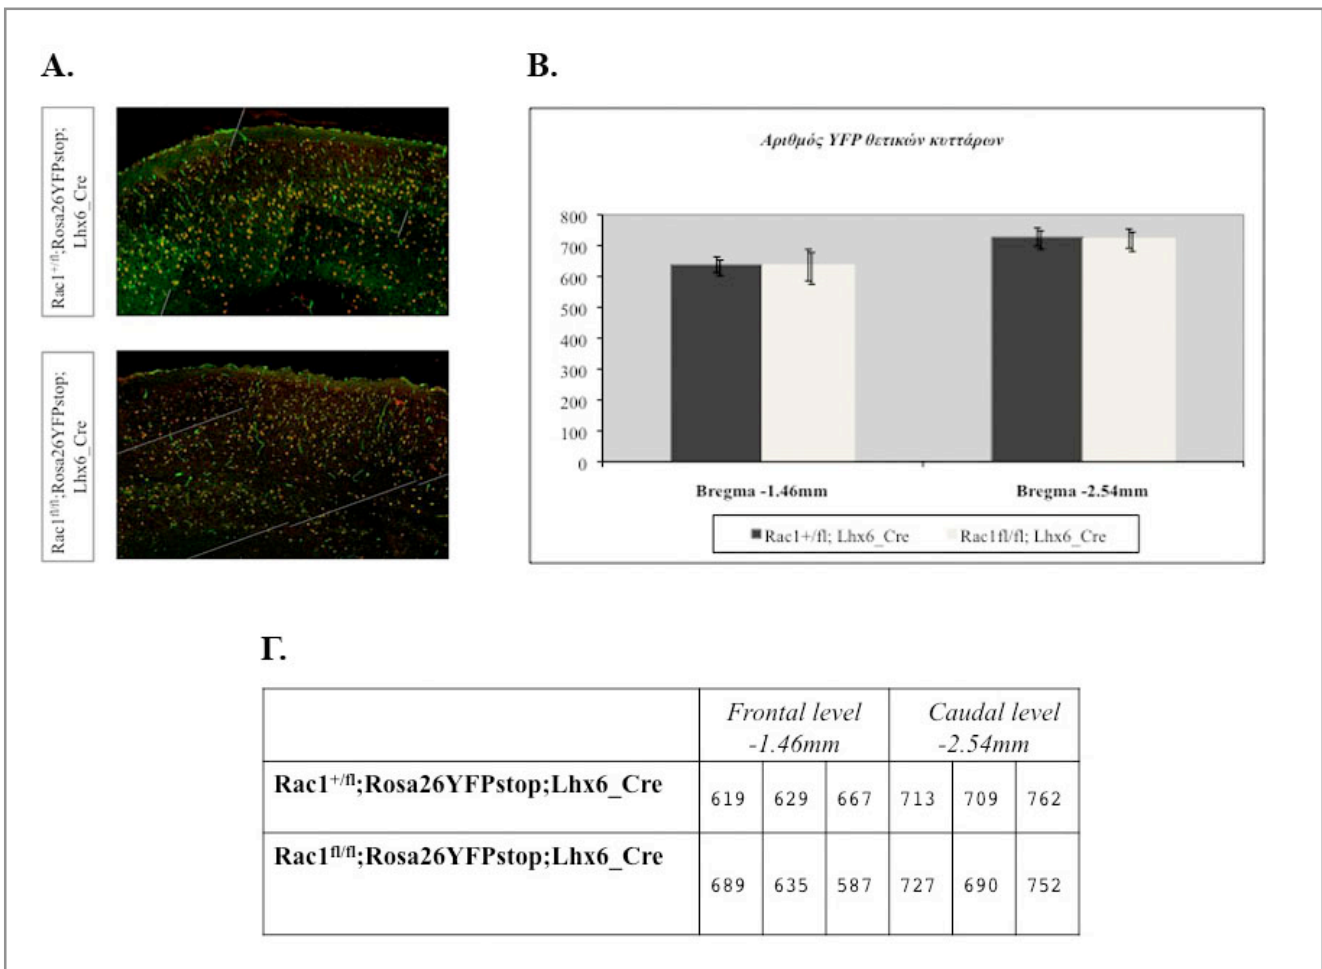 A.
B.
Rac1+/fl;Rosa26YFPstop;
Lhx6_Cre
Rac1fl/fl;Rosa26YFPstop;
Lhx6_Cre
Αριθμός YFP θετικών κυττάρων
800
700
600
500
400
300
200
100
0
Bregma -1.46mm
Bregma -2.54mm
Rac1+/fl; Lhx6_Cre
Rac1fl/fl; Lhx6_Cre
Γ.
Frontal level
-1.46mm
Caudal level
-2.54mm
Rac1+/fl;Rosa26YFPstop;Lhx6_Cre
619 629 667 713 709 762
Rac1fl/fl;Rosa26YFPstop;Lhx6_Cre
689 635 587 727 690 752